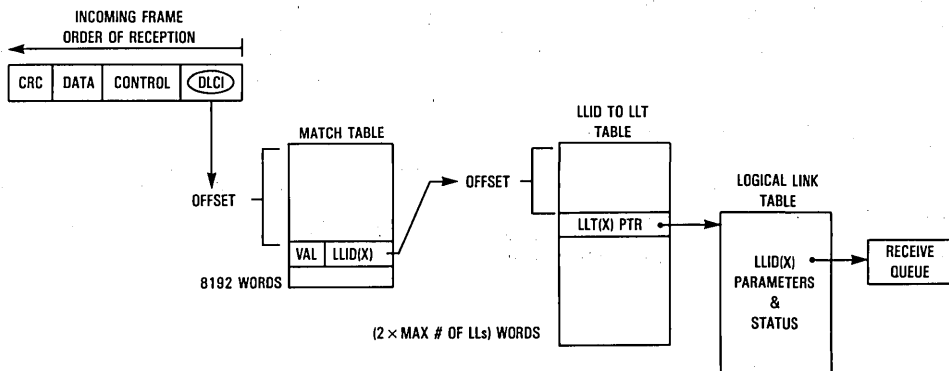 INCOMING FRAME
ORDER OF RECEPTION
CRC DATA CONTROL DLCI
MATCH TABLE
OFFSET
VAL LLID(X)
8192 WORDS
LLID TO LLT
TABLE
OFFSET
LLT(X) PTR
(2 × MAX # OF LLs) WORDS
LOGICAL LINK
TABLE
LLID(X)
PARAMETERS
&
STATUS
RECEIVE
QUEUE